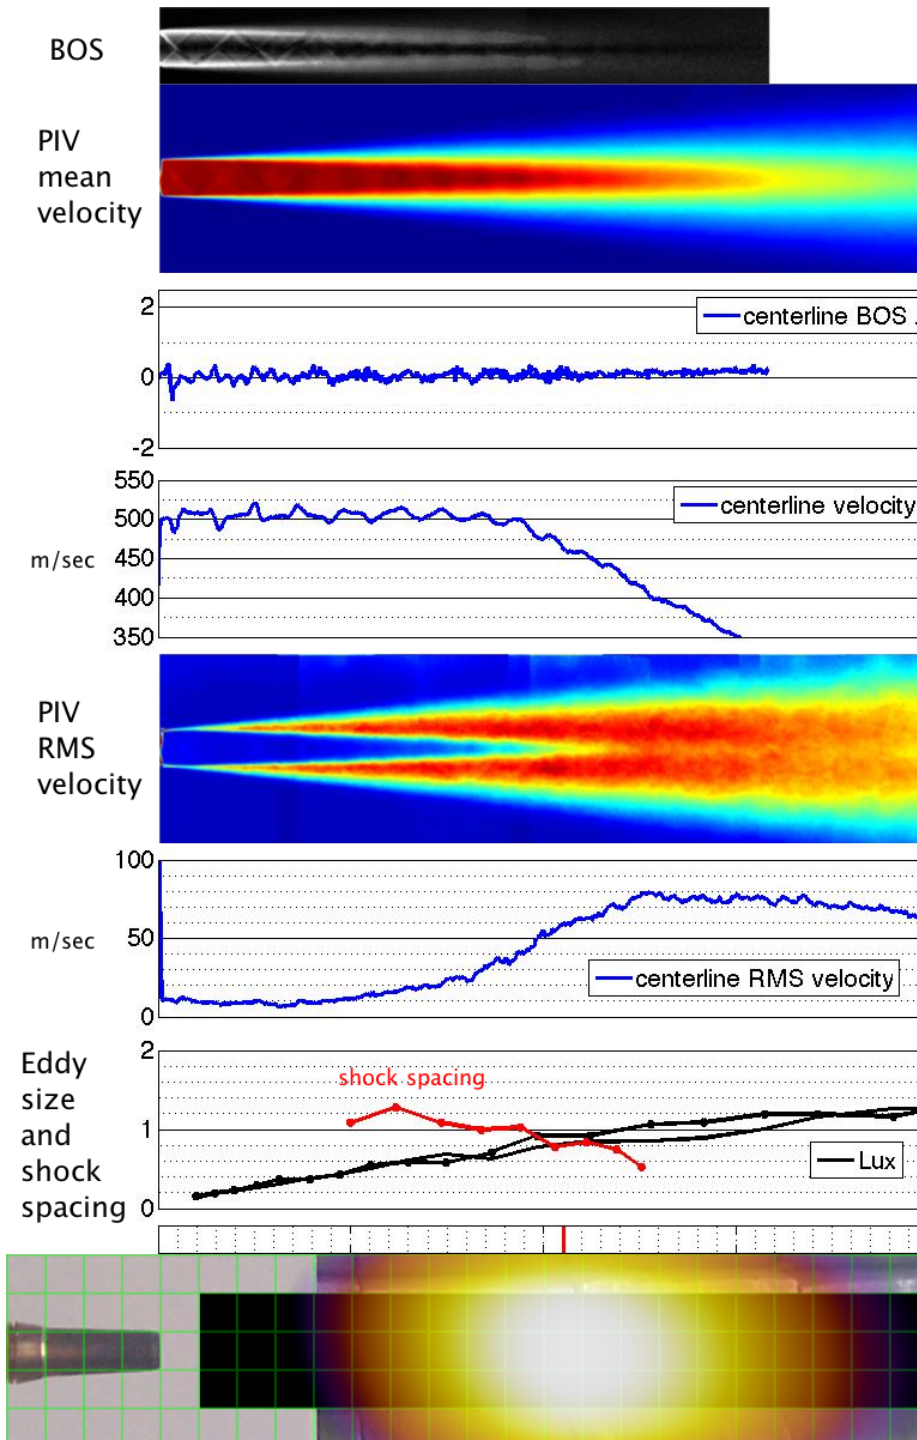 BOS
PIV
mean
velocity
2
centerline BOS .
0
-2
550
centerline velocity
500
m/sec
450
400
350
PIV
RMS
velocity
100
m/sec
50
centerline RMS velocity
0
Eddy
size
and
shock
spacing
2
shock spacing
1
Lux
0